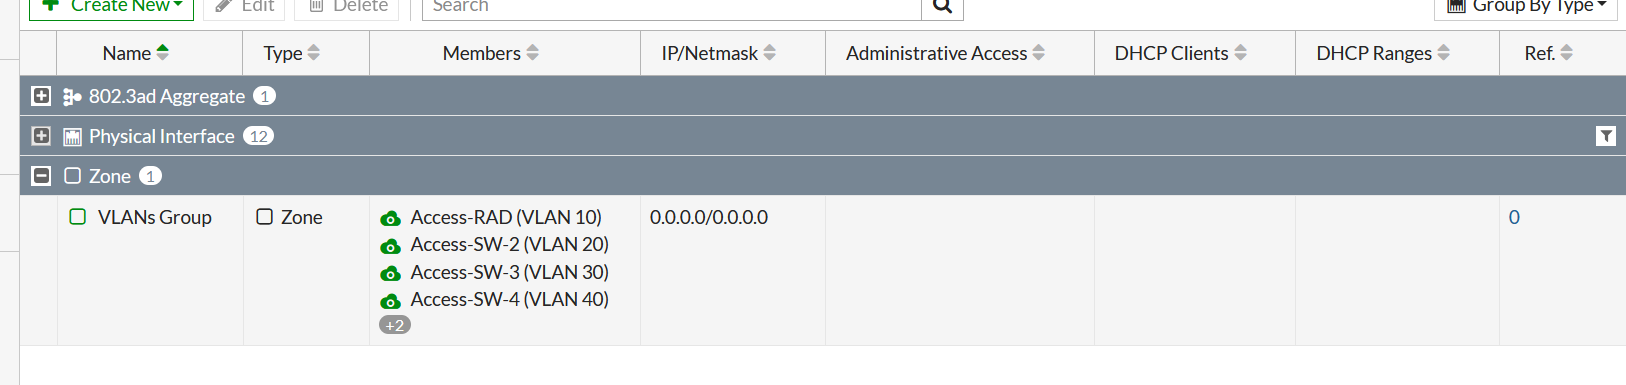 Create New Edit Delete Search Group By Type
Name Type Members IP/Netmask Administrative Access DHCP Clients DHCP Ranges Ref.
802.3ad Aggregate 1
Physical Interface 12
Zone 1
VLANs Group Zone Access-RAD (VLAN 10) 0.0.0.0/0.0.0.0 0
Access-SW-2 (VLAN 20)
Access-SW-3 (VLAN 30)
Access-SW-4 (VLAN 40)
+2